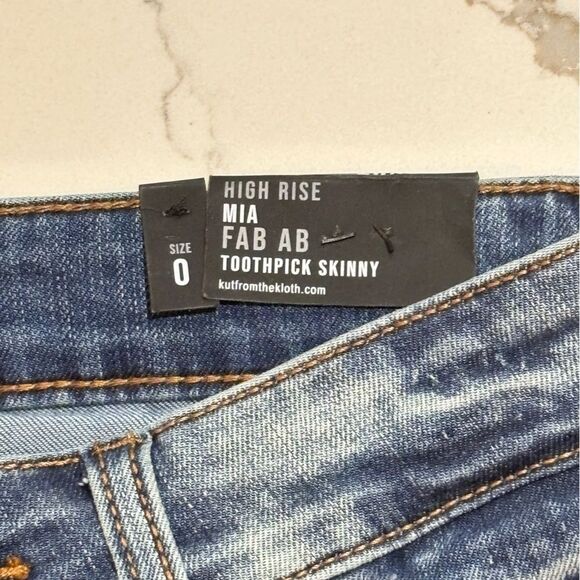 SIZE
0
HIGH RISE
MIA
FAB AB
TOOTHPICK SKINNY
kutfromthekloth.com